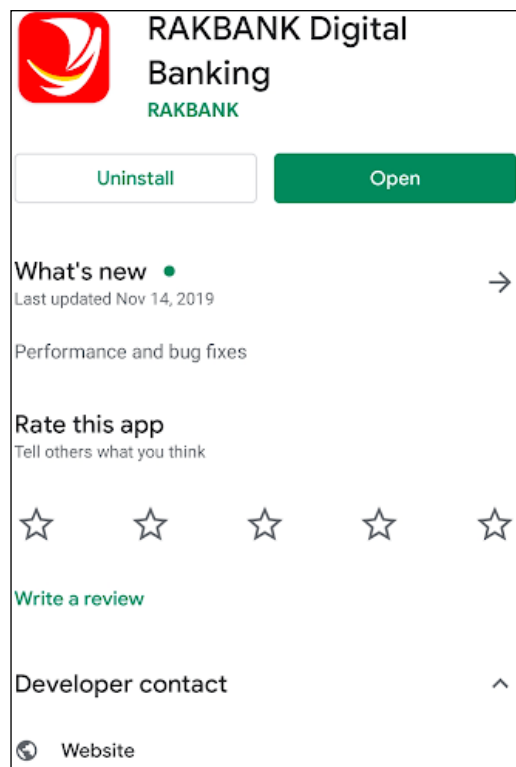 RAKBANK Digital
Banking
RAKBANK
Uninstall
Open
What's new
Last updated Nov 14, 2019
Performance and bug fixes
Rate this app
Tell others what you think
Write a review
Developer contact
Website